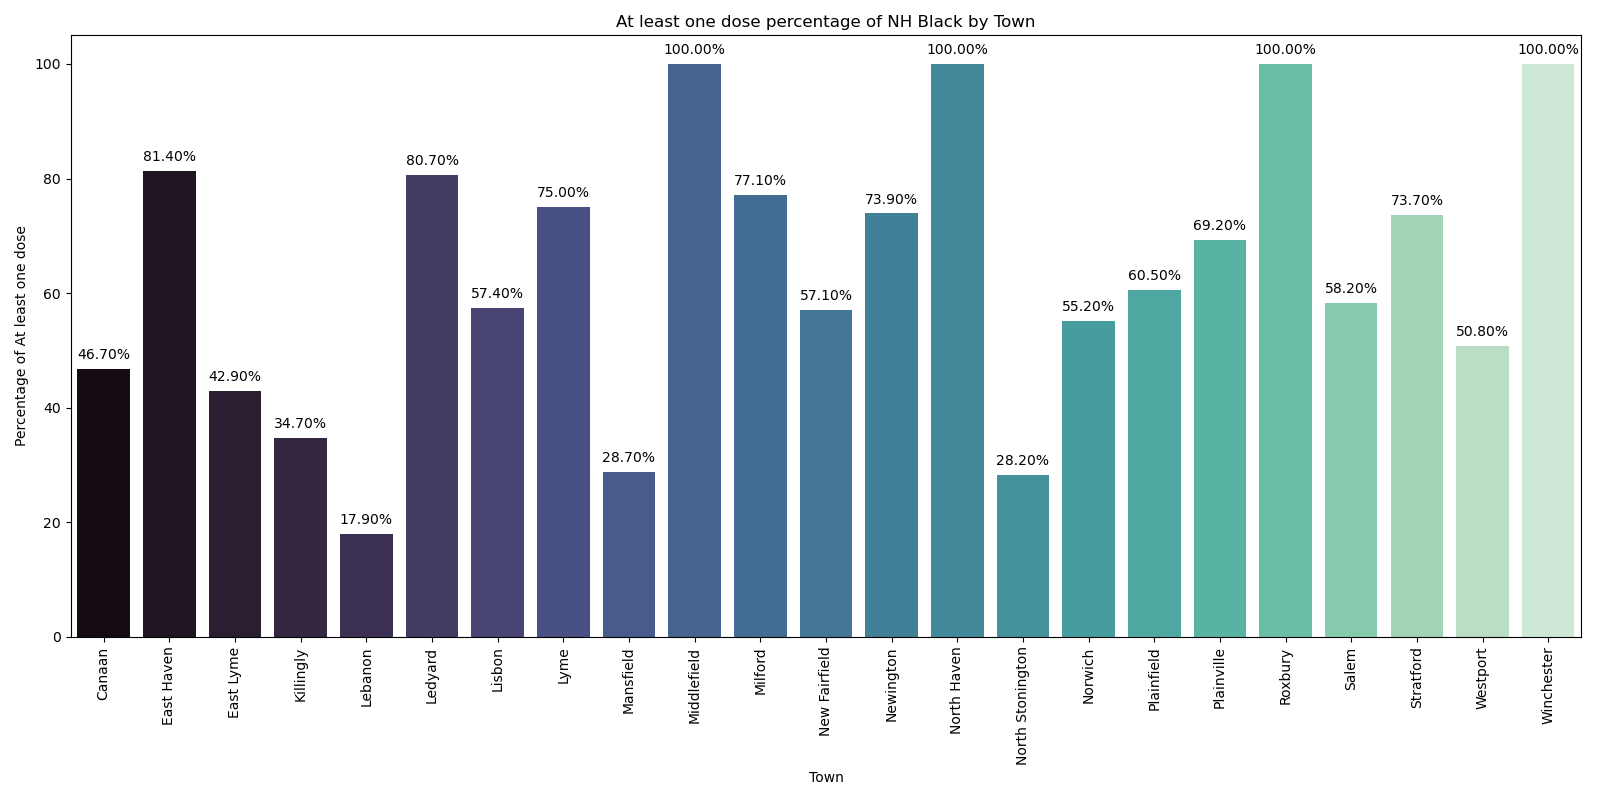 At least one dose percentage of NH Black by Town
Percentage of At least one dose
100
80
60
40
20
0
46.70%
81.40%
42.90%
34.70%
17.90%
80.70%
57.40%
75.00%
28.70%
100.00%
77.10%
57.10%
73.90%
100.00%
28.20%
55.20%
60.50%
69.20%
100.00%
58.20%
73.70%
50.80%
100.00%
Canaan
East Haven
East Lyme
Killingly
Lebanon
Ledyard
Lisbon
Lyme
Mansfield
Middlefield
Milford
New Fairfield
Newington
North Haven
North Stonington
Norwich
Plainfield
Plainville
Roxbury
Salem
Stratford
Westport
Winchester
Town